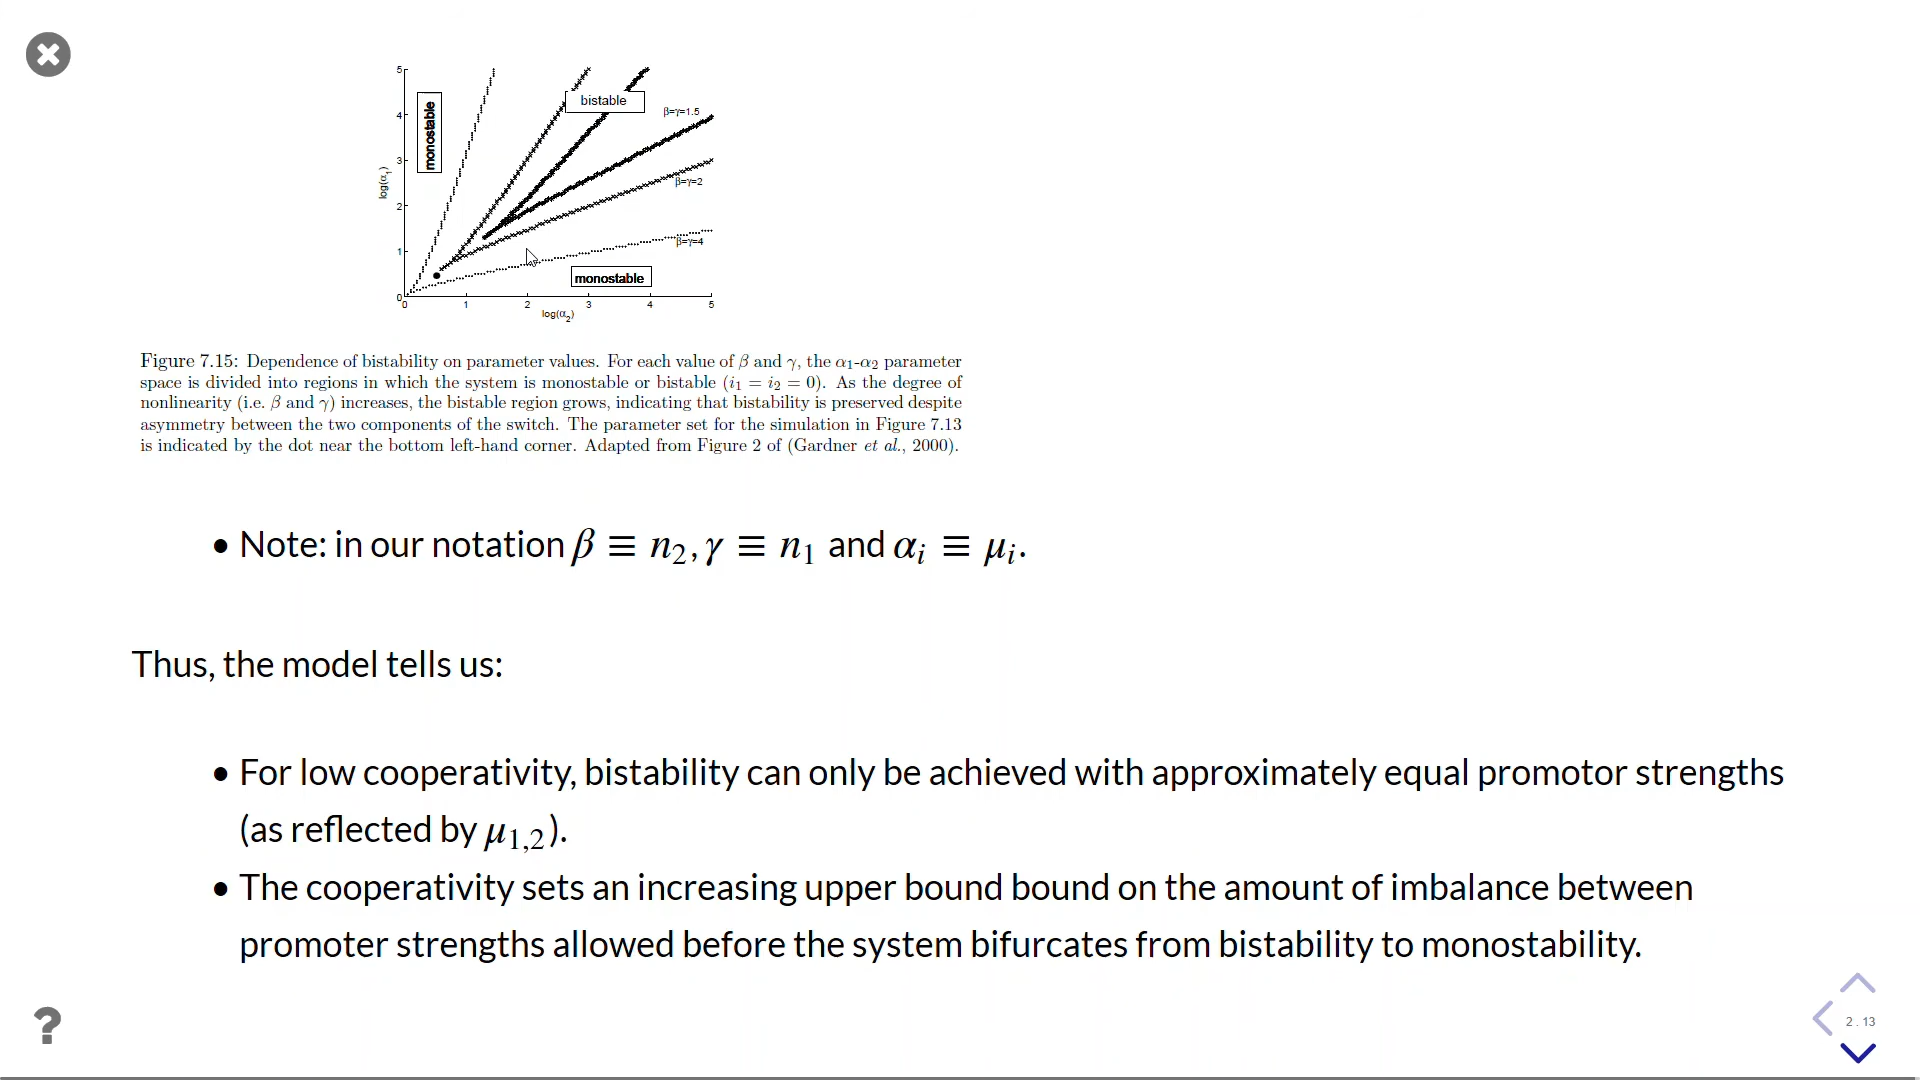 5
4
3
2
1
0
log(α1)
monostable
bistable
β=γ=1.5
β=γ=2
β=γ=4
monostable
0 1 2 3 4 5
log(α2)
Figure 7.15: Dependence of bistability on parameter values. For each value of β and γ, the α1-α2 parameter
space is divided into regions in which the system is monostable or bistable (i1 = i2 = 0). As the degree of
nonlinearity (i.e. β and γ) increases, the bistable region grows, indicating that bistability is preserved despite
asymmetry between the two components of the switch. The parameter set for the simulation in Figure 7.13
is indicated by the dot near the bottom left-hand corner. Adapted from Figure 2 of (Gardner et al., 2000).
• Note: in our notation β ≡ n2, γ ≡ n1 and αi ≡ μi.
Thus, the model tells us:
• For low cooperativity, bistability can only be achieved with approximately equal promotor strengths
(as reflected by μ1,2).
• The cooperativity sets an increasing upper bound bound on the amount of imbalance between
promoter strengths allowed before the system bifurcates from bistability to monostability.
?
2 . 13